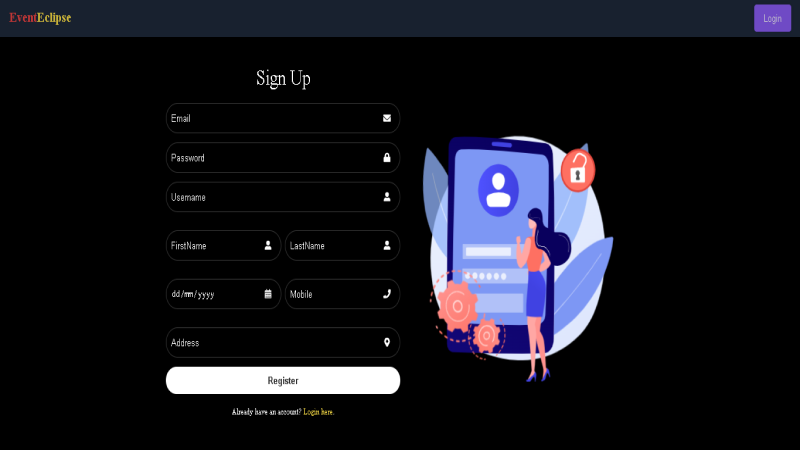 EventEclipse
Login
Sign Up
Email
Password
Username
FirstName LastName
dd/mm/yyyy Mobile
Address
Register
Already have an account? Login here.